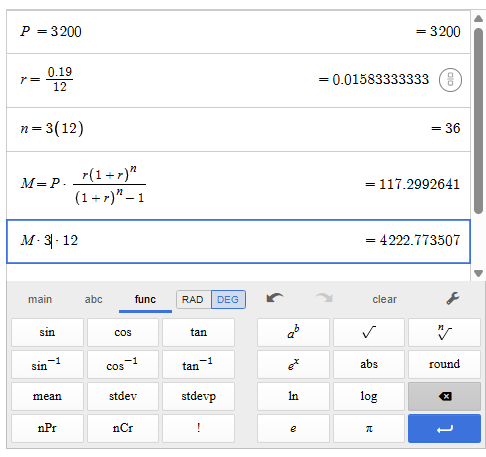 P = 3200 = 3200
r = 0.19/12 = 0.01583333333
n = 3(12) = 36
M = P · r(1+r)^n / (1+r)^n − 1 = 117.2992641
M · 3 · 12 = 4222.773507
main abc func RAD DEG clear
sin cos tan a^b √ ⁿ√
sin^−1 cos^−1 tan^−1 e^x abs round
mean stdev stdevp ln log
nPr nCr ! e π